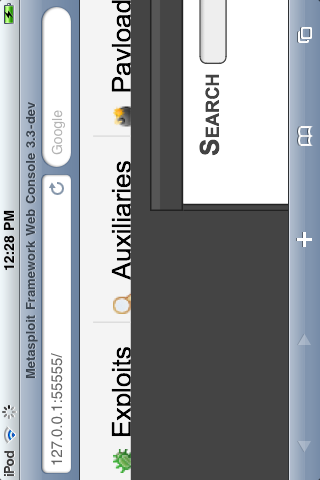 iPod 12:28 PM
Metasploit Framework Web Console 3.3-dev
127.0.0.1:55555/ Google
Exploits Auxiliaries Payload
SEARCH